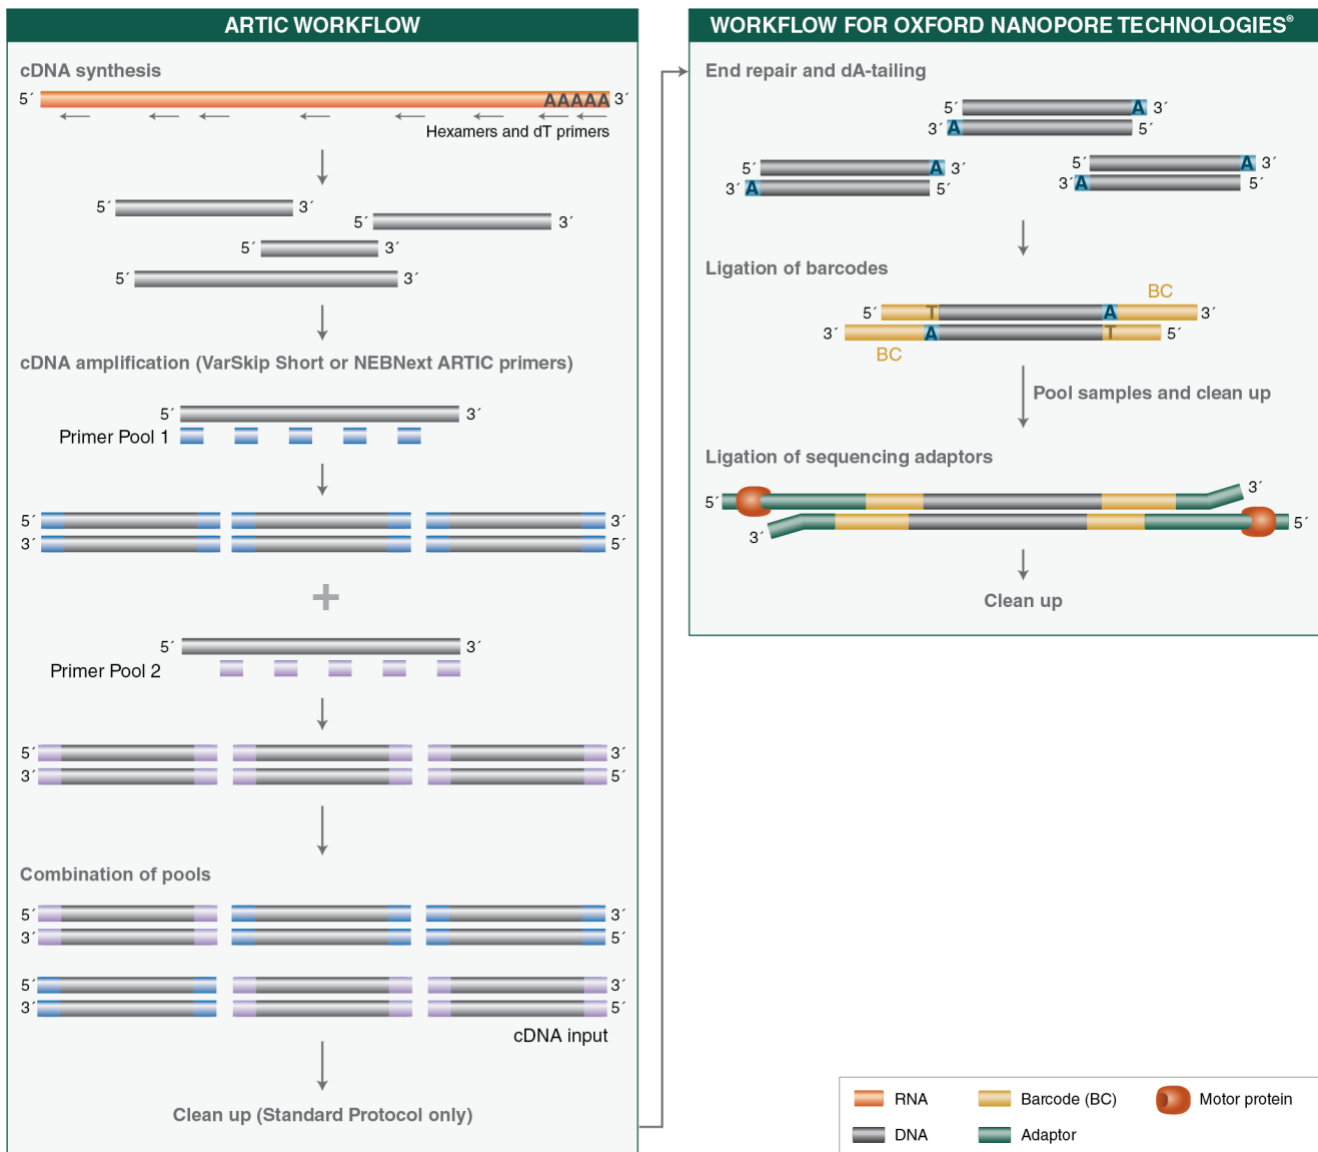 ARTIC WORKFLOW
cDNA synthesis
5´ AAAAA 3´
Hexamers and dT primers
5´ 3´
5´ 3´
5´ 3´
5´ 3´
cDNA amplification (VarSkip Short or NEBNext ARTIC primers)
5´ 3´
Primer Pool 1
5´ 3´
3´ 5´
+
5´ 3´
Primer Pool 2
5´ 3´
3´ 5´
Combination of pools
5´ 3´
3´ 5´
5´ 3´
3´ 5´
cDNA input
Clean up (Standard Protocol only)
WORKFLOW FOR OXFORD NANOPORE TECHNOLOGIES®
End repair and dA-tailing
5´ A 3´
3´ A 5´
5´ A 3´
3´ A 5´
5´ A 3´
3´ A 5´
Ligation of barcodes
BC
5´ T A 3´
3´ A T 5´
BC
Pool samples and clean up
Ligation of sequencing adaptors
5´ 3´
3´ 5´
Clean up
RNA
Barcode (BC)
Motor protein
DNA
Adaptor